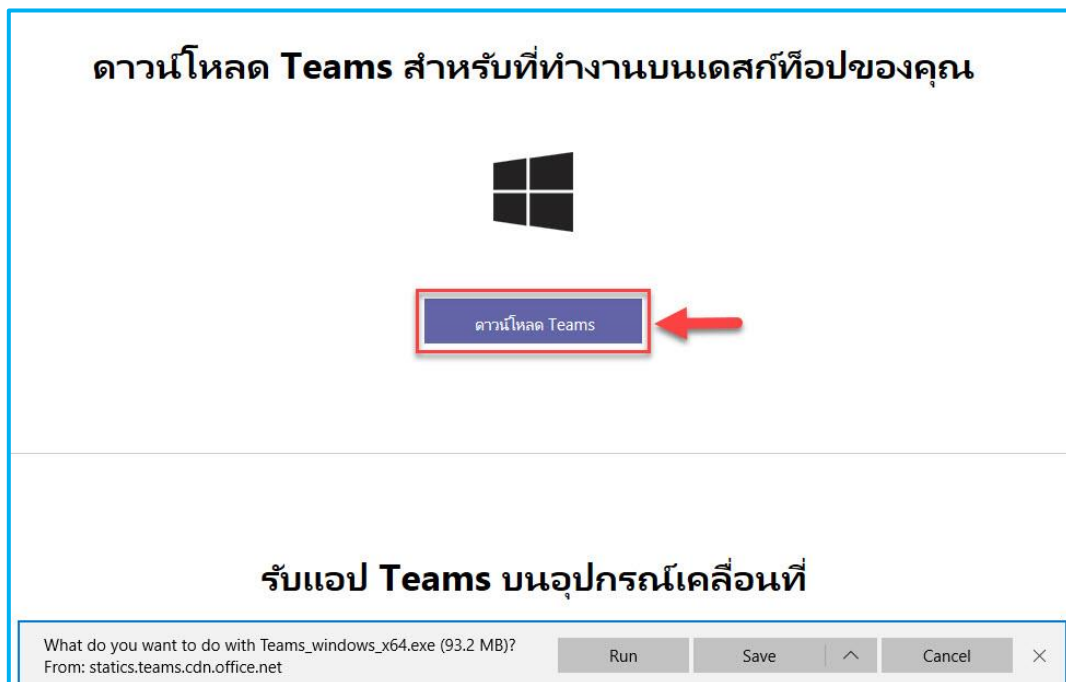 ดาวน์โหลด Teams สำหรับที่ทำงานบนเดสก์ท็อปของคุณ
ดาวน์โหลด Teams
รับแอป Teams บนอุปกรณ์เคลื่อนที่
What do you want to do with Teams_windows_x64.exe (93.2 MB)?
From: statics.teams.cdn.office.net
Run Save Cancel